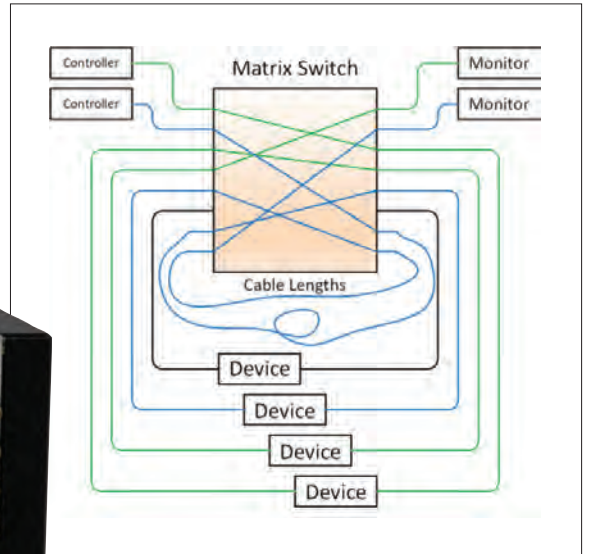 Controller
Matrix Switch
Monitor
Controller
Monitor
Cable Lengths
Device
Device
Device
Device